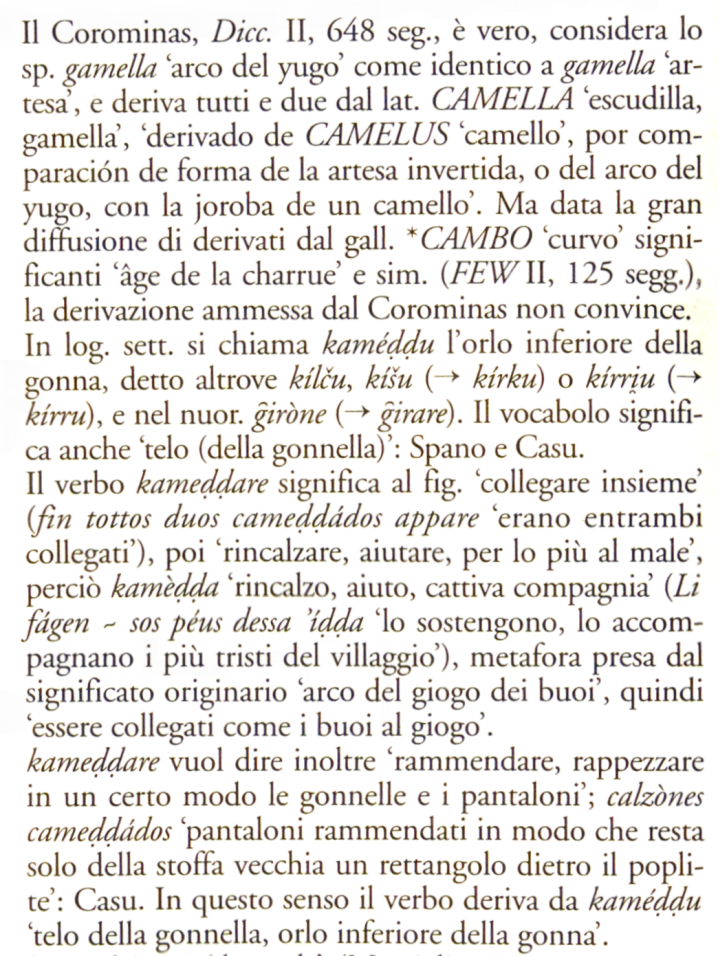 Il Corominas, Dicc. II, 648 seg., è vero, considera lo
sp. gamella ‘arco del yugo’ come identico a gamella ‘ar-
tesa’, e deriva tutti e due dal lat. CAMELLA ‘escudilla,
gamella’, ‘derivado de CAMELUS ‘camello’, por com-
paración de forma de la artesa invertida, o del arco del
yugo, con la joroba de un camello’. Ma data la gran
diffusione di derivati dal gall. *CAMBO ‘curvo’ signi-
ficanti ‘âge de la charrue’ e sim. (FEW II, 125 segg.),
la derivazione ammessa dal Corominas non convince.
In log. sett. si chiama kaméḍḍu l’orlo inferiore della
gonna, detto altrove kílču, kíšu (→ kírku) o kírri̯u (→
kírru), e nel nuor. ĝiròne (→ ĝirare). Il vocabolo signifi-
ca anche ‘telo (della gonnella)’: Spano e Casu.
Il verbo kameḍḍare significa al fig. ‘collegare insieme’
(fin tottos duos cameḍḍádos appare ‘erano entrambi
collegati’), poi ‘rincalzare, aiutare, per lo più al male’,
perciò kamèḍḍa ‘rincalzo, aiuto, cattiva compagnia’ (Li
fágen ~ sos péus dessa ’íḍḍa ‘lo sostengono, lo accom-
pagnano i più tristi del villaggio’), metafora presa dal
significato originario ‘arco del giogo dei buoi’, quindi
‘essere collegati come i buoi al giogo’.
kameḍḍare vuol dire inoltre ‘rammendare, rappezzare
in un certo modo le gonnelle e i pantaloni’; calzònes
cameḍḍádos ‘pantaloni rammendati in modo che resta
solo della stoffa vecchia un rettangolo dietro il popli-
te’: Casu. In questo senso il verbo deriva da kaméḍḍu
‘telo della gonnella, orlo inferiore della gonna’.